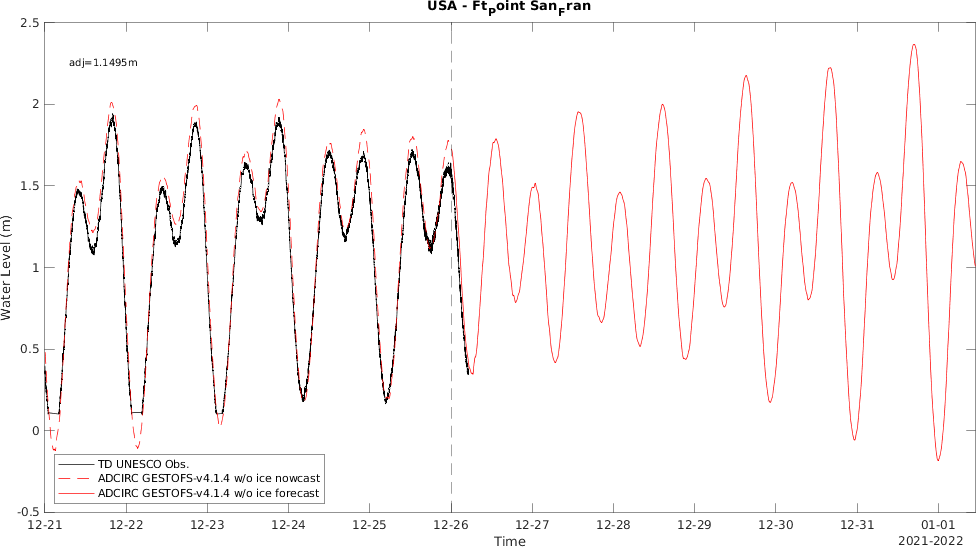 USA - FtPoint SanFran
adj=1.1495m
2.5
2
1.5
1
0.5
0
-0.5
Water Level (m)
TD UNESCO Obs.
ADCIRC GESTOFS-v4.1.4 w/o ice nowcast
ADCIRC GESTOFS-v4.1.4 w/o ice forecast
12-21 12-22 12-23 12-24 12-25 12-26 12-27 12-28 12-29 12-30 12-31 01-01
Time
2021-2022